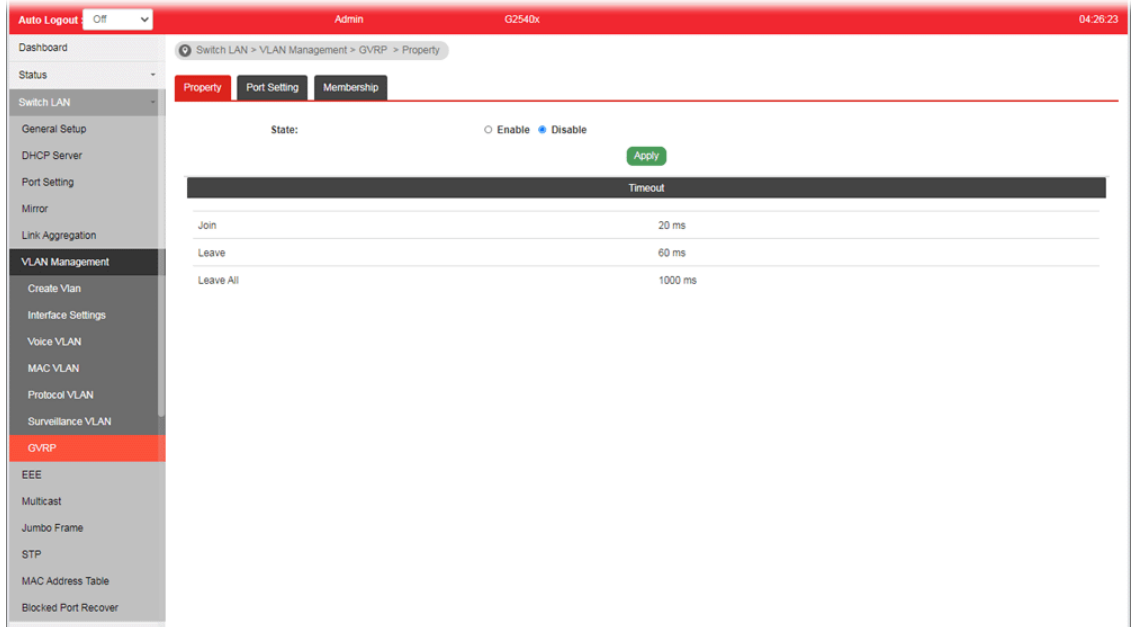 Auto Logout : Off Admin G2540x 04:26:23
Dashboard
Status
Switch LAN
General Setup
DHCP Server
Port Setting
Mirror
Link Aggregation
VLAN Management
Create Vlan
Interface Settings
Voice VLAN
MAC VLAN
Protocol VLAN
Surveillance VLAN
GVRP
EEE
Multicast
Jumbo Frame
STP
MAC Address Table
Blocked Port Recover
Switch LAN > VLAN Management > GVRP > Property
Property Port Setting Membership
State: Enable Disable
Apply
Timeout
Join 20 ms
Leave 60 ms
Leave All 1000 ms